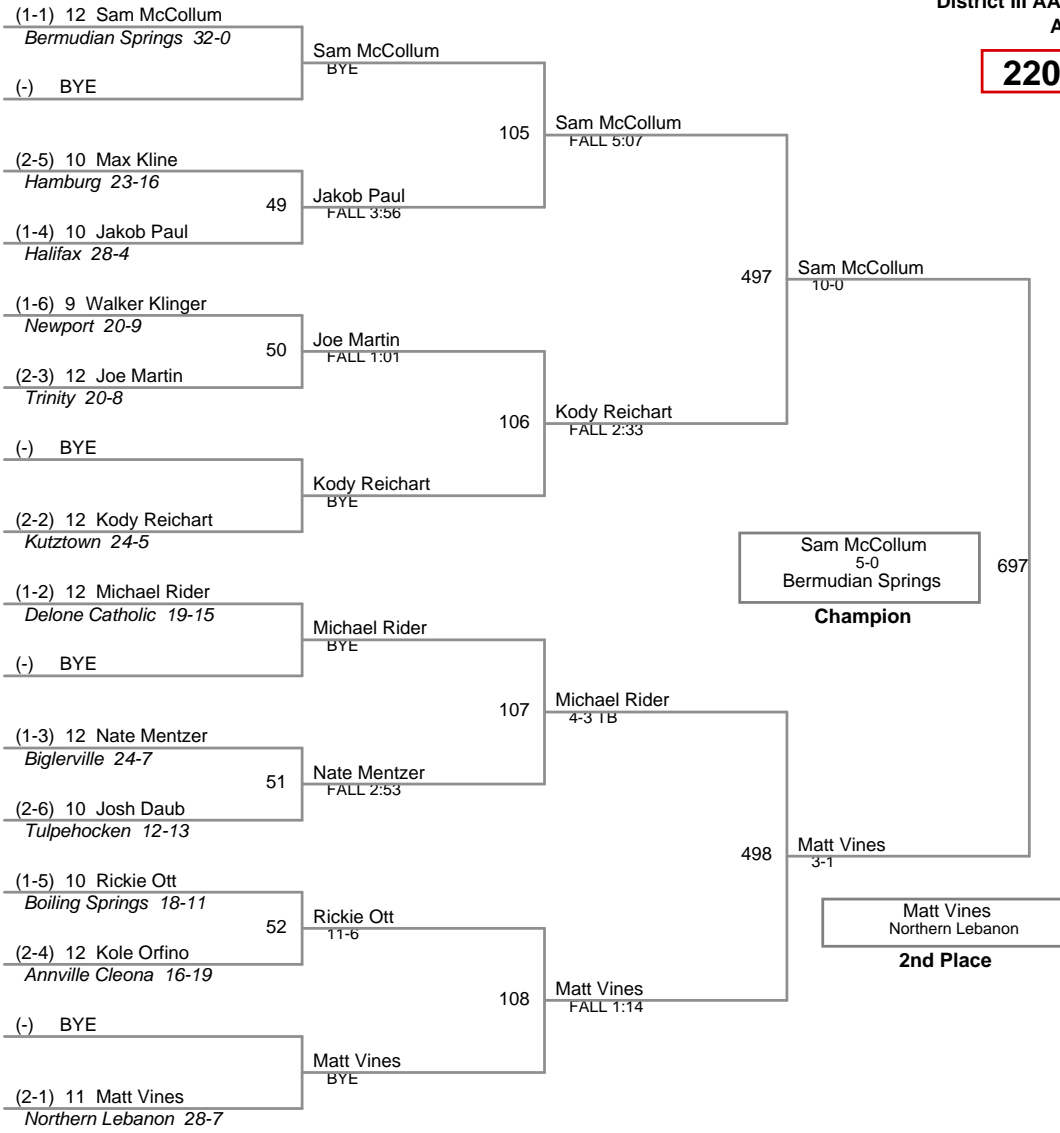 District III AA
A
220
(1-1) 12 Sam McCollum
Bermudian Springs 32-0
(-) BYE
(2-5) 10 Max Kline
Hamburg 23-16
(1-4) 10 Jakob Paul
Halifax 28-4
(1-6) 9 Walker Klinger
Newport 20-9
(2-3) 12 Joe Martin
Trinity 20-8
(-) BYE
(2-2) 12 Kody Reichart
Kutztown 24-5
(1-2) 12 Michael Rider
Delone Catholic 19-15
(-) BYE
(1-3) 12 Nate Mentzer
Biglerville 24-7
(2-6) 10 Josh Daub
Tulpehocken 12-13
(1-5) 10 Rickie Ott
Boiling Springs 18-11
(2-4) 12 Kole Orfino
Annville Cleona 16-19
(-) BYE
(2-1) 11 Matt Vines
Northern Lebanon 28-7
Sam McCollum
BYE
49
Jakob Paul
FALL 3:56
50
Joe Martin
FALL 1:01
Kody Reichart
BYE
Michael Rider
BYE
51
Nate Mentzer
FALL 2:53
52
Rickie Ott
11-6
Matt Vines
BYE
105
Sam McCollum
FALL 5:07
106
Kody Reichart
FALL 2:33
107
Michael Rider
4-3 TB
108
Matt Vines
FALL 1:14
497
Sam McCollum
10-0
498
Matt Vines
3-1
697
Sam McCollum
5-0
Bermudian Springs
Champion
Matt Vines
Northern Lebanon
2nd Place